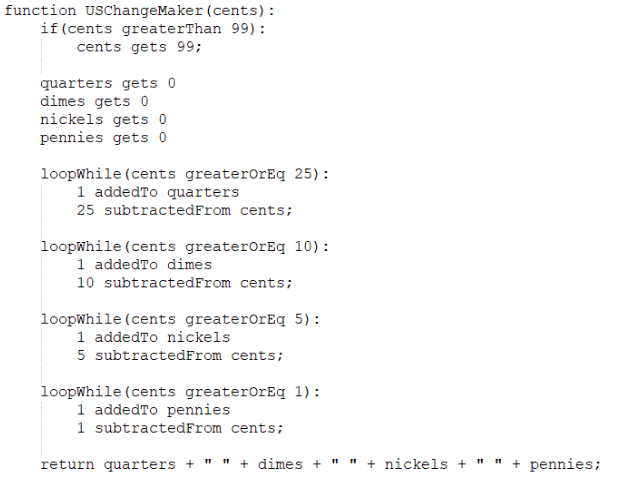 function USChangeMaker(cents):
if(cents greaterThan 99):
cents gets 99;
quarters gets 0
dimes gets 0
nickels gets 0
pennies gets 0
loopWhile(cents greaterOrEq 25):
1 addedTo quarters
25 subtractedFrom cents;
loopWhile(cents greaterOrEq 10):
1 addedTo dimes
10 subtractedFrom cents;
loopWhile(cents greaterOrEq 5):
1 addedTo nickels
5 subtractedFrom cents;
loopWhile(cents greaterOrEq 1):
1 addedTo pennies
1 subtractedFrom cents;
return quarters + " " + dimes + " " + nickels + " " + pennies;